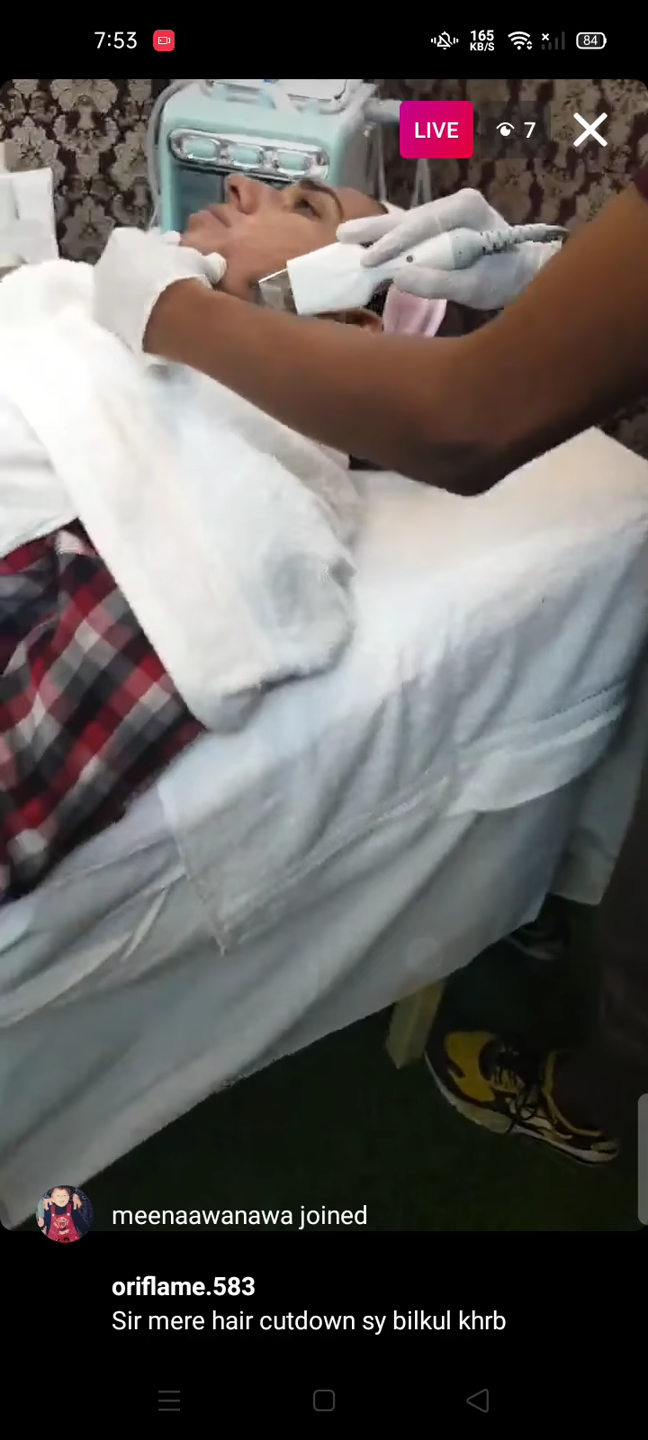 7:53
165
KB/S
84
LIVE
7
meenaawanawa joined
oriflame.583
Sir mere hair cutdown sy bilkul khrb